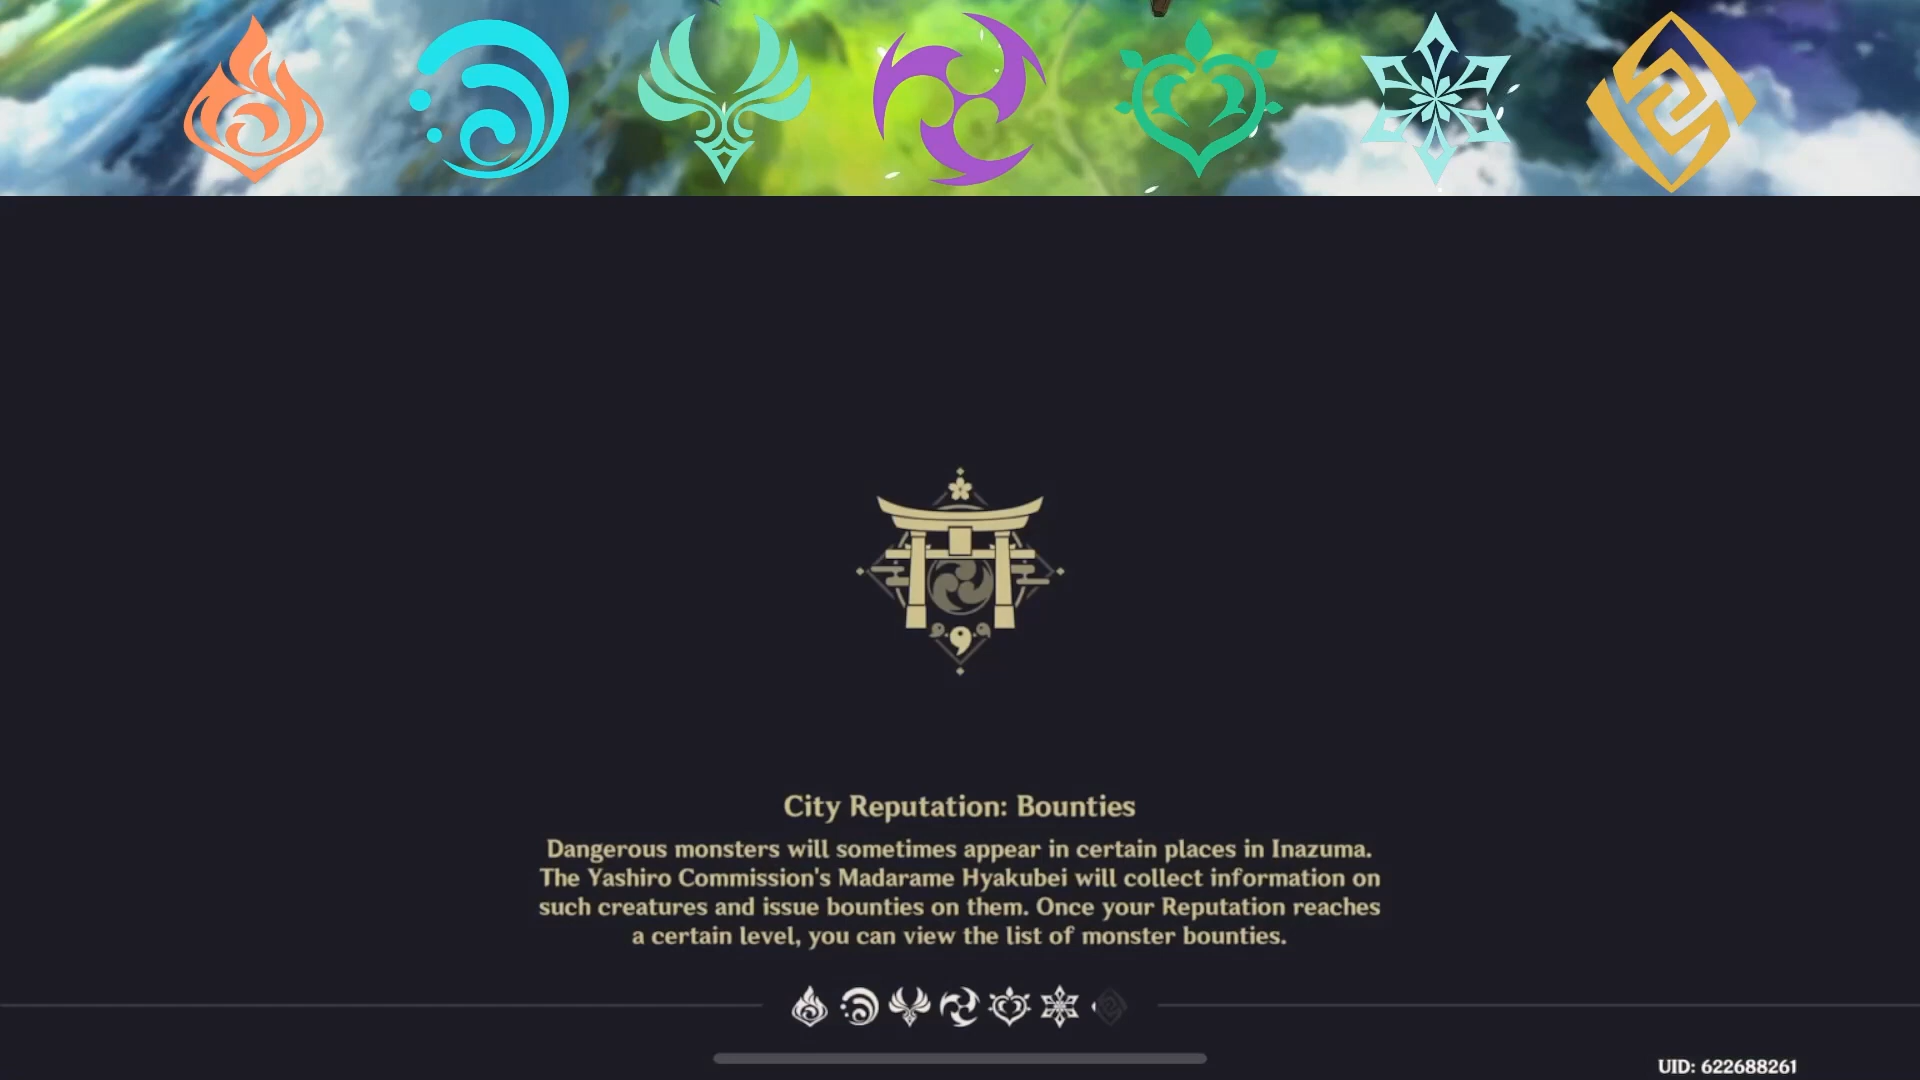 City Reputation: Bounties
Dangerous monsters will sometimes appear in certain places in Inazuma.
The Yashiro Commission's Madarame Hyakubei will collect information on
such creatures and issue bounties on them. Once your Reputation reaches
a certain level, you can view the list of monster bounties.
UID: 622688261